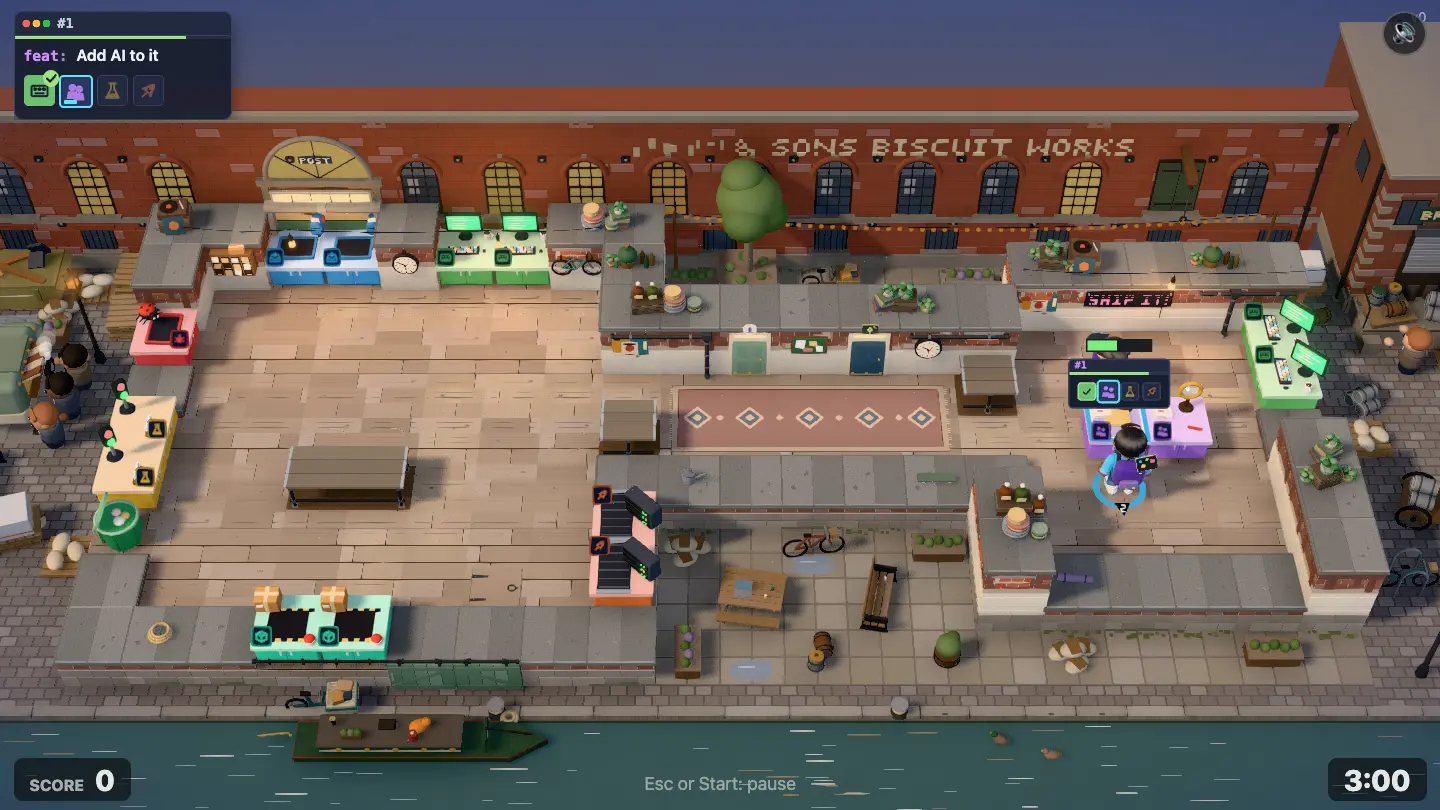 #1
feat: Add AI to it
POST
& SONS BISCUIT WORKS
SHIP IT!
#1
2
SCORE 0
Esc or Start: pause
3:00